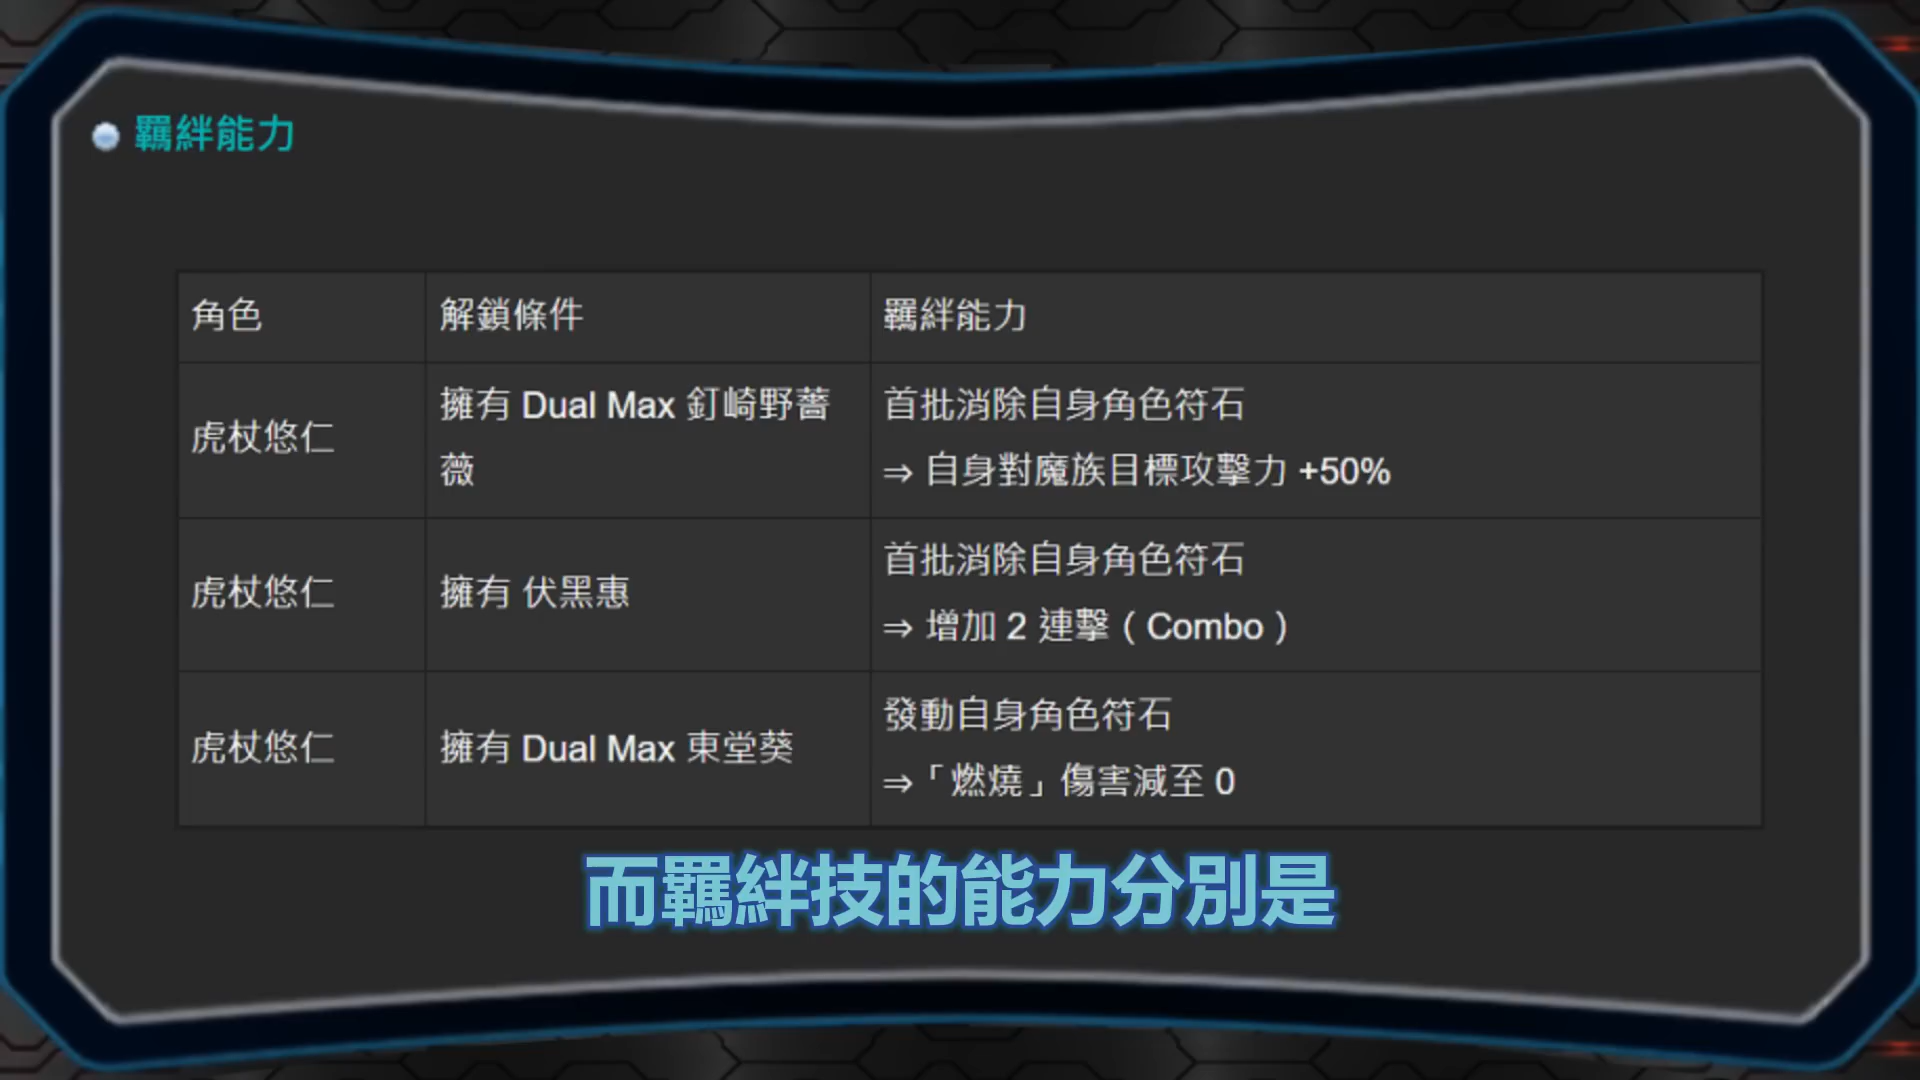 羈絆能力
角色
解鎖條件
羈絆能力
虎杖悠仁
擁有 Dual Max 釘崎野薔
薇
首批消除自身角色符石
⇒ 自身對魔族目標攻擊力 +50%
虎杖悠仁
擁有 伏黑惠
首批消除自身角色符石
⇒ 增加 2 連擊 ( Combo )
虎杖悠仁
擁有 Dual Max 東堂葵
發動自身角色符石
⇒「燃燒」傷害減至 0
而羈絆技的能力分別是